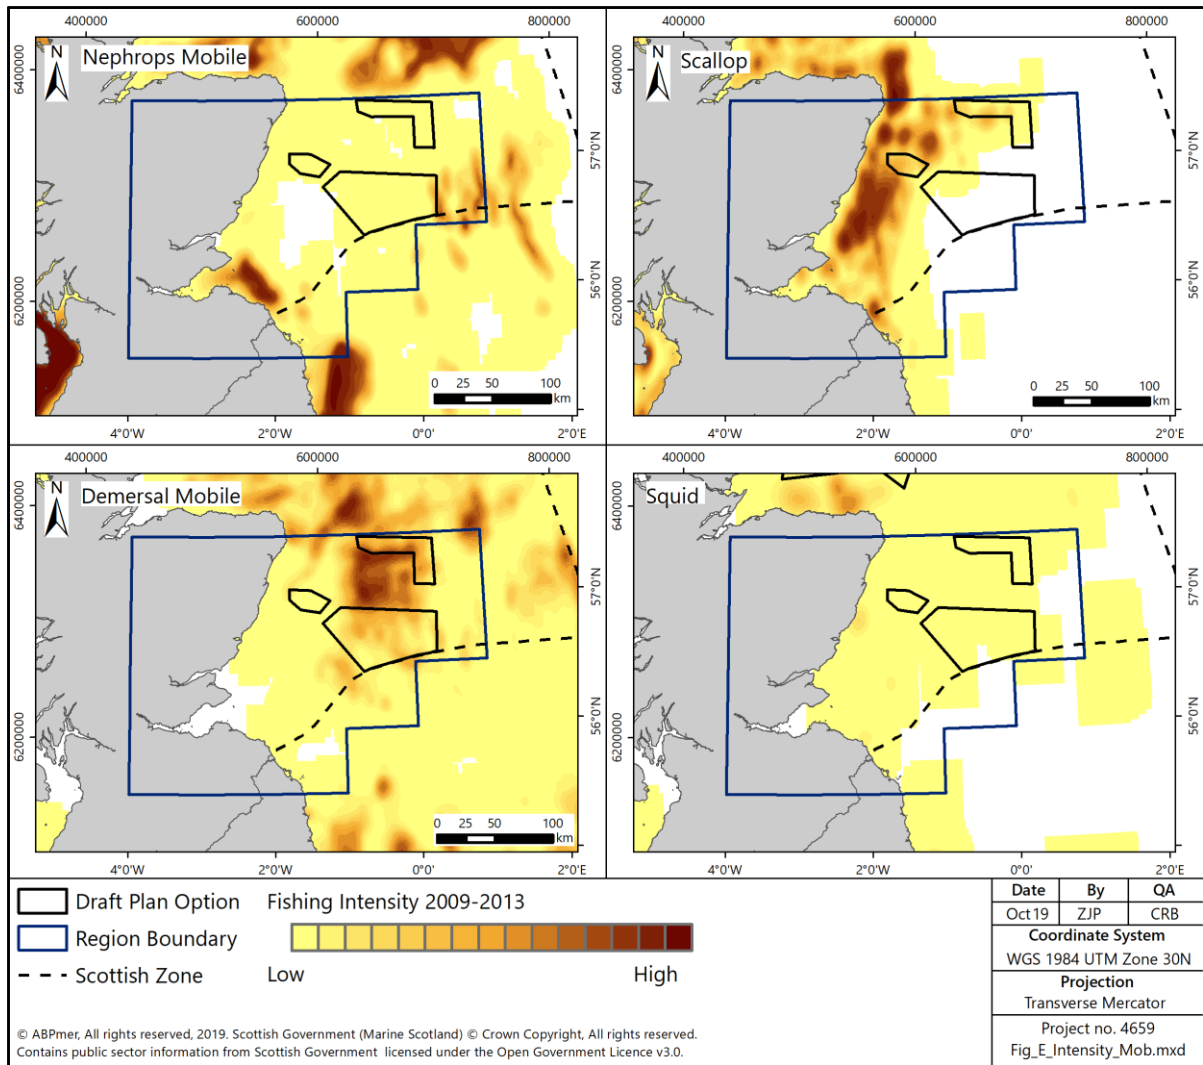 400000 600000 800000
400000 600000 800000
N
Nephrops Mobile
6400000
57°0'N
56°0'N
6200000
0 25 50 100
km
4°0'W 2°0'W 0°0' 2°0'E
N
Scallop
6400000
57°0'N
56°0'N
6200000
0 25 50 100
km
4°0'W 2°0'W 0°0' 2°0'E
400000 600000 800000
400000 600000 800000
N
Demersal Mobile
6400000
57°0'N
56°0'N
6200000
0 25 50 100
km
4°0'W 2°0'W 0°0' 2°0'E
N
Squid
6400000
57°0'N
56°0'N
6200000
4°0'W 2°0'W 0°0' 2°0'E
Draft Plan Option
Region Boundary
Scottish Zone
Fishing Intensity 2009-2013
Low High
© ABPmer, All rights reserved, 2019. Scottish Government (Marine Scotland) © Crown Copyright, All rights reserved.
Contains public sector information from Scottish Government licensed under the Open Government Licence v3.0.
Date By QA
Oct 19 ZJP CRB
Coordinate System
WGS 1984 UTM Zone 30N
Projection
Transverse Mercator
Project no. 4659
Fig_E_Intensity_Mob.mxd